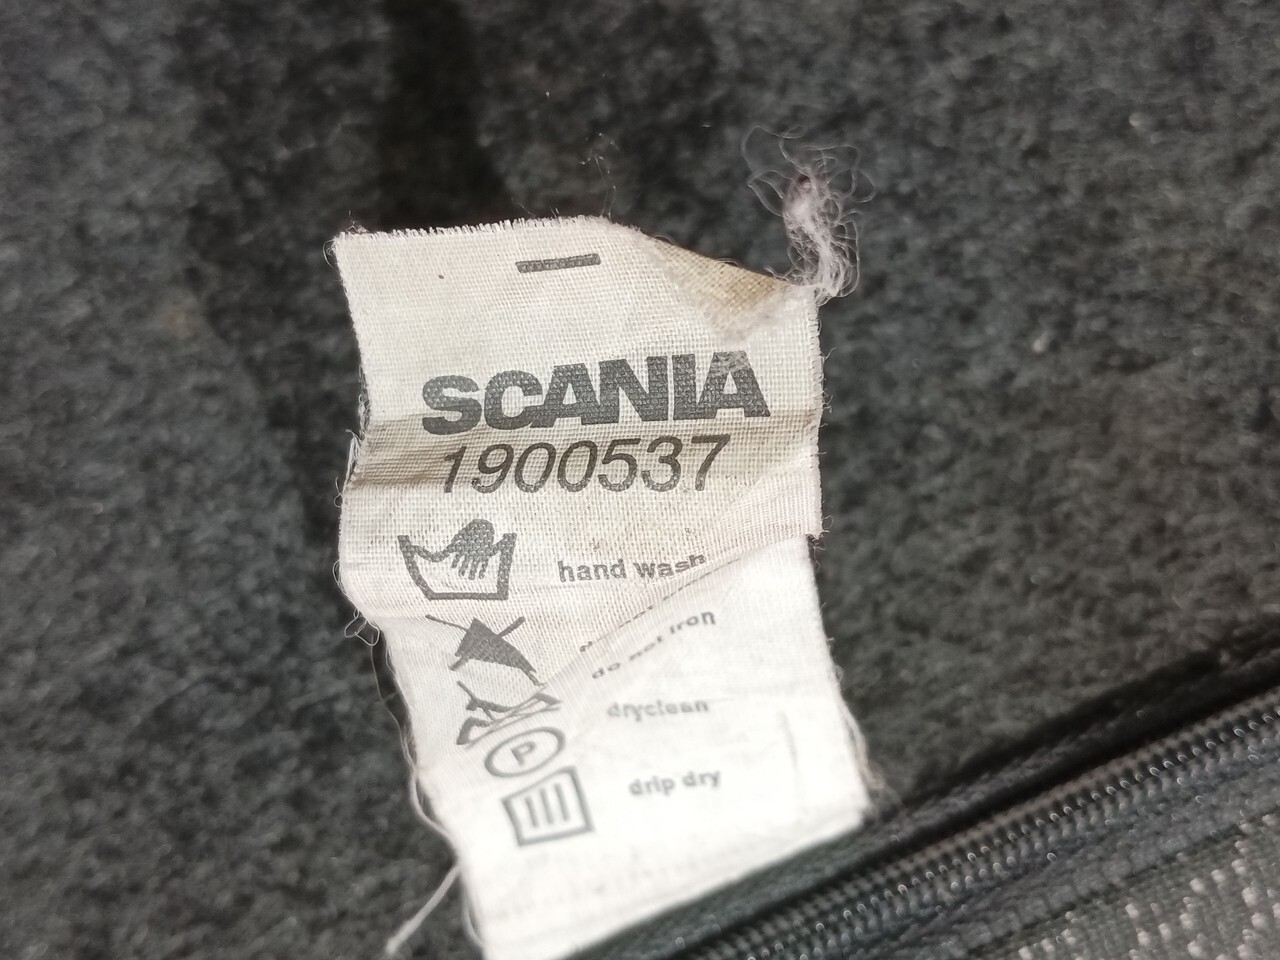 SCANIA
1900537
hand wash
do not iron
dryclean
P
drip dry